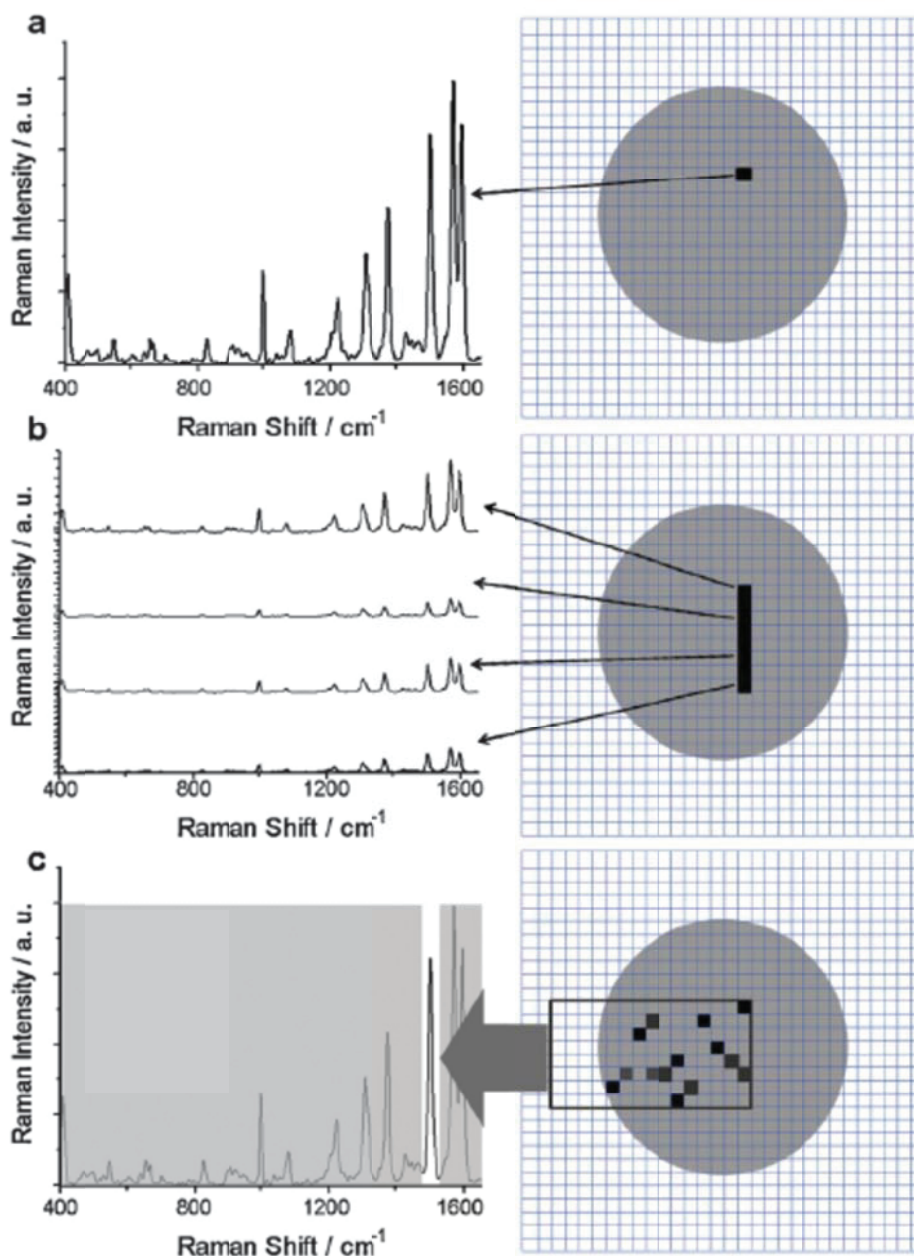 a
Raman Intensity / a. u.
400 800 1200 1600
Raman Shift / cm-1
b
Raman Intensity / a. u.
400 800 1200 1600
Raman Shift / cm-1
c
Raman Intensity / a. u.
400 800 1200 1600
Raman Shift / cm-1